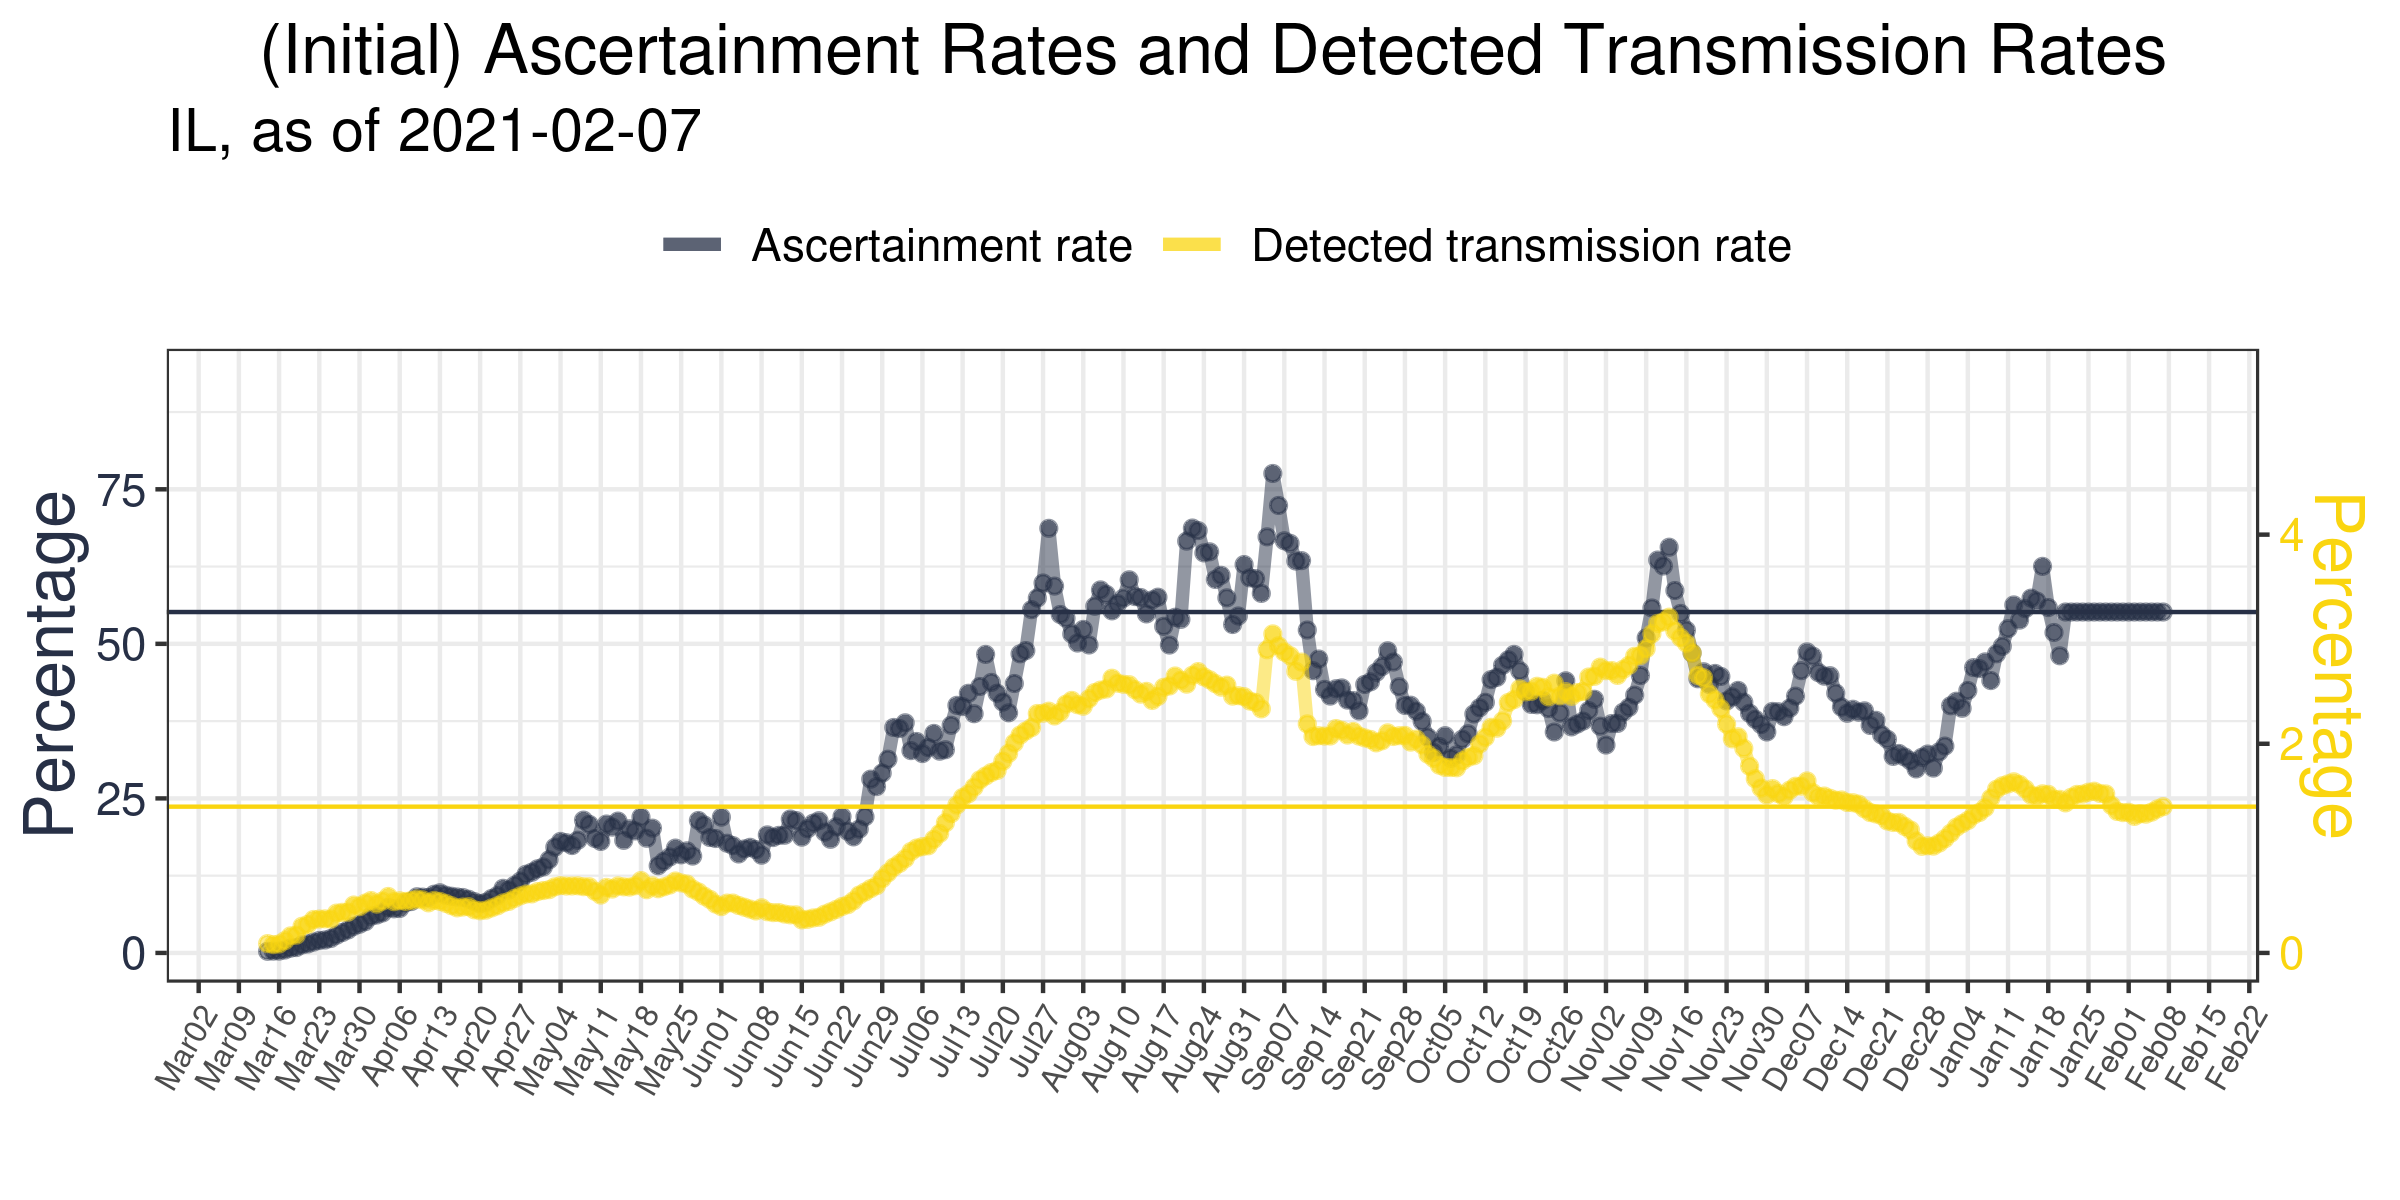 (Initial) Ascertainment Rates and Detected Transmission Rates
IL, as of 2021-02-07
Ascertainment rate Detected transmission rate
Percentage
75
50
25
0
4
2
0
Percentage
Mar02 Mar09 Mar16 Mar23 Mar30 Apr06 Apr13 Apr20 Apr27 May04 May11 May18 May25 Jun01 Jun08 Jun15 Jun22 Jun29 Jul06 Jul13 Jul20 Jul27 Aug03 Aug10 Aug17 Aug24 Aug31 Sep07 Sep14 Sep21 Sep28 Oct05 Oct12 Oct19 Oct26 Nov02 Nov09 Nov16 Nov23 Nov30 Dec07 Dec14 Dec21 Dec28 Jan04 Jan11 Jan18 Jan25 Feb01 Feb08 Feb15 Feb22